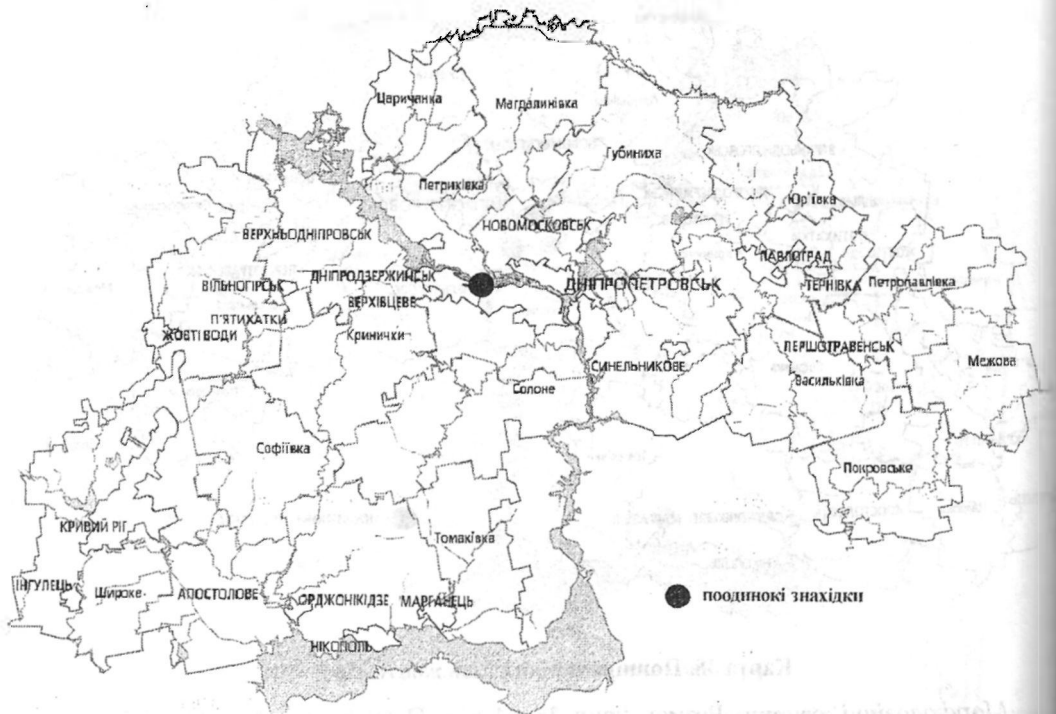 Царичанка
Магдалинівка
Губиниха
Петриківка
Юр'ївка
НОВОМОСКОВСЬК
ВЕРХНЬОДНІПРОВСЬК
ПАВЛОГРАД
ДНІПРОДЗЕРЖИНСЬК
ДНІПРОПЕТРОВСЬК
ТЕРНІВКА
Петропавлівка
ВІЛЬНОГІРСЬК
ВЕРХІВЦЕВЕ
П'ЯТИХАТКИ
ЖОВТІ ВОДИ
Кринички
ПЕРШОТРАВЕНСЬК
Межова
СИНЕЛЬНИКОВЕ
Васильківка
Солоне
Софіївка
Покровське
КРИВИЙ РІГ
Томаківка
ІНГУЛЕЦЬ
Широке
АПОСТОЛОВЕ
ОРДЖОНІКІДЗЕ
МАРГАНЕЦЬ
поодинокі знахідки
НІКОПОЛЬ